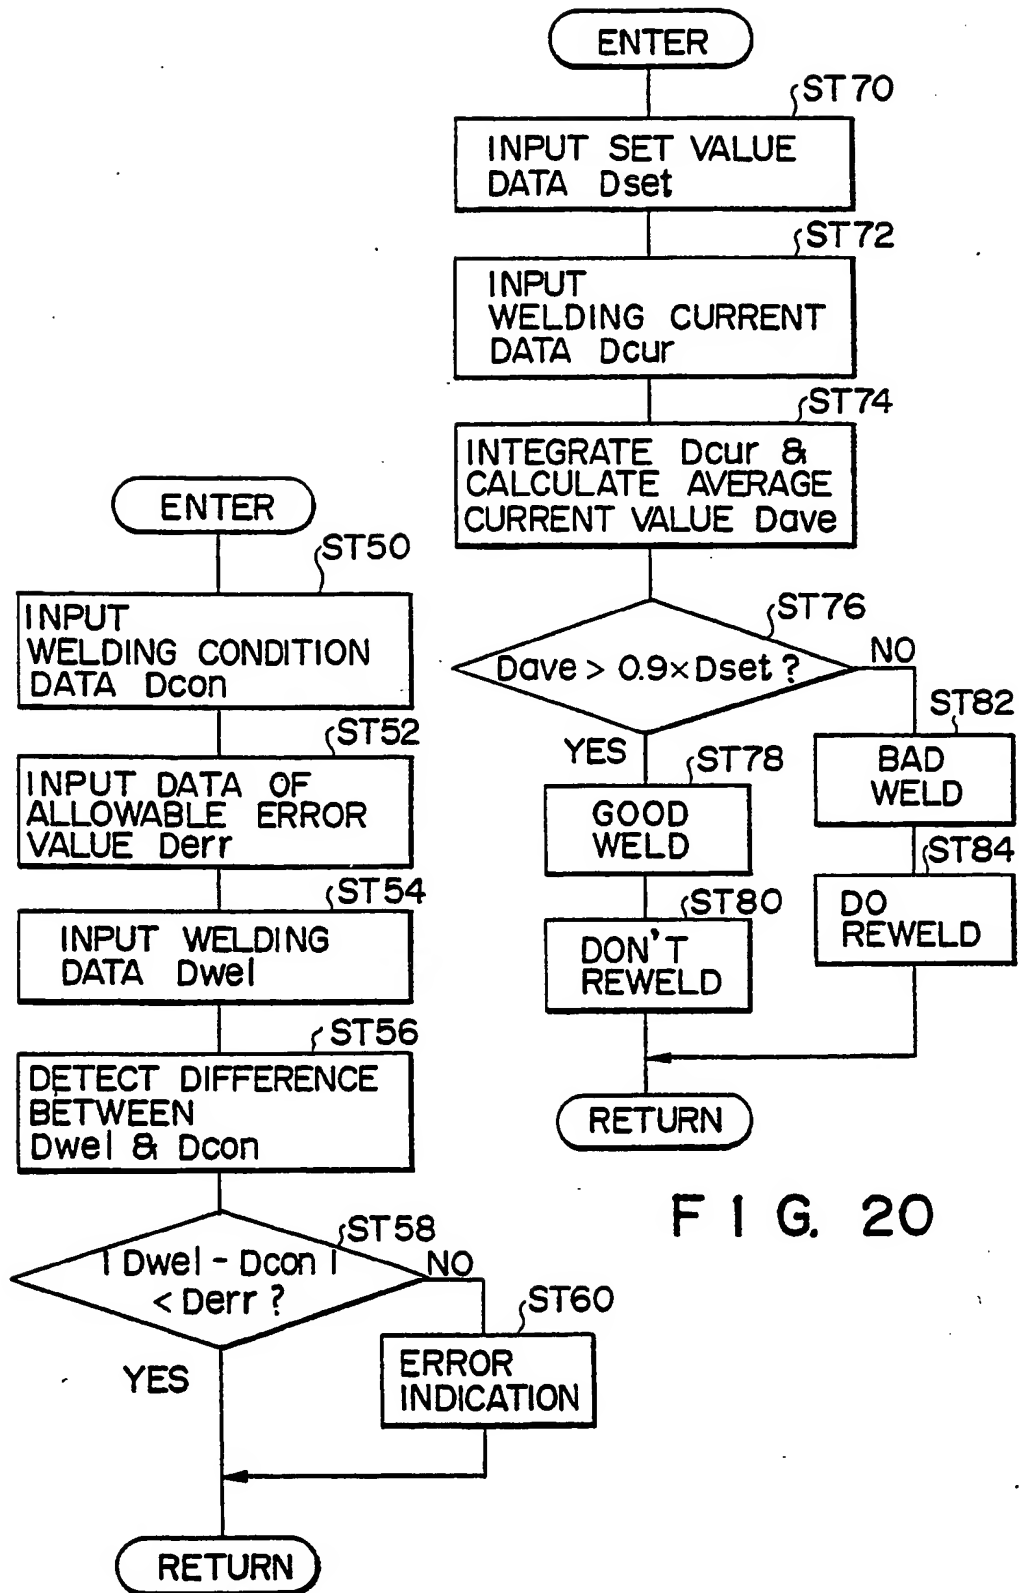 ENTER
ST50
INPUT
WELDING CONDITION
DATA Dcon
ST52
INPUT DATA OF
ALLOWABLE ERROR
VALUE Derr
ST54
INPUT WELDING
DATA Dwel
ST56
DETECT DIFFERENCE
BETWEEN
Dwel & Dcon
ST58
| Dwel - Dcon |
< Derr ?
NO
YES
ST60
ERROR
INDICATION
RETURN
ENTER
ST70
INPUT SET VALUE
DATA Dset
ST72
INPUT
WELDING CURRENT
DATA Dcur
ST74
INTEGRATE Dcur &
CALCULATE AVERAGE
CURRENT VALUE Dave
ST76
Dave > 0.9 × Dset ?
NO
YES
ST78
GOOD
WELD
ST80
DON'T
REWELD
ST82
BAD
WELD
ST84
DO
REWELD
RETURN
FIG. 20